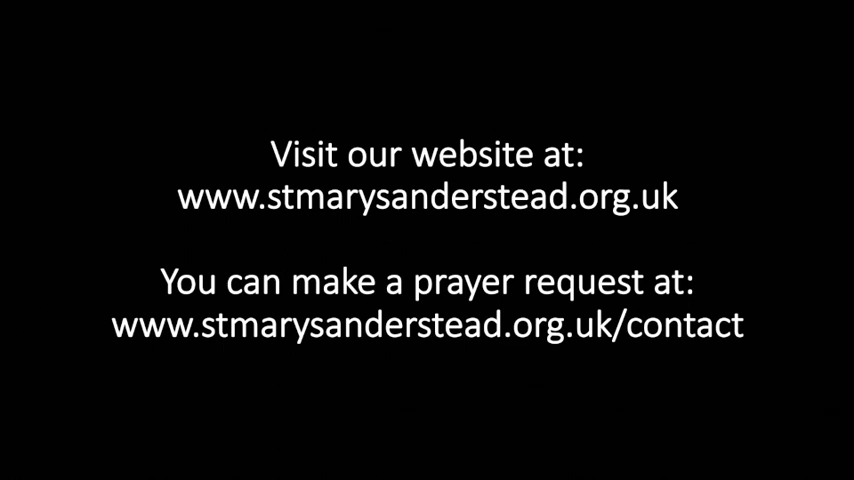 Visit our website at:
www.stmarysanderstead.org.uk
You can make a prayer request at:
www.stmarysanderstead.org.uk/contact